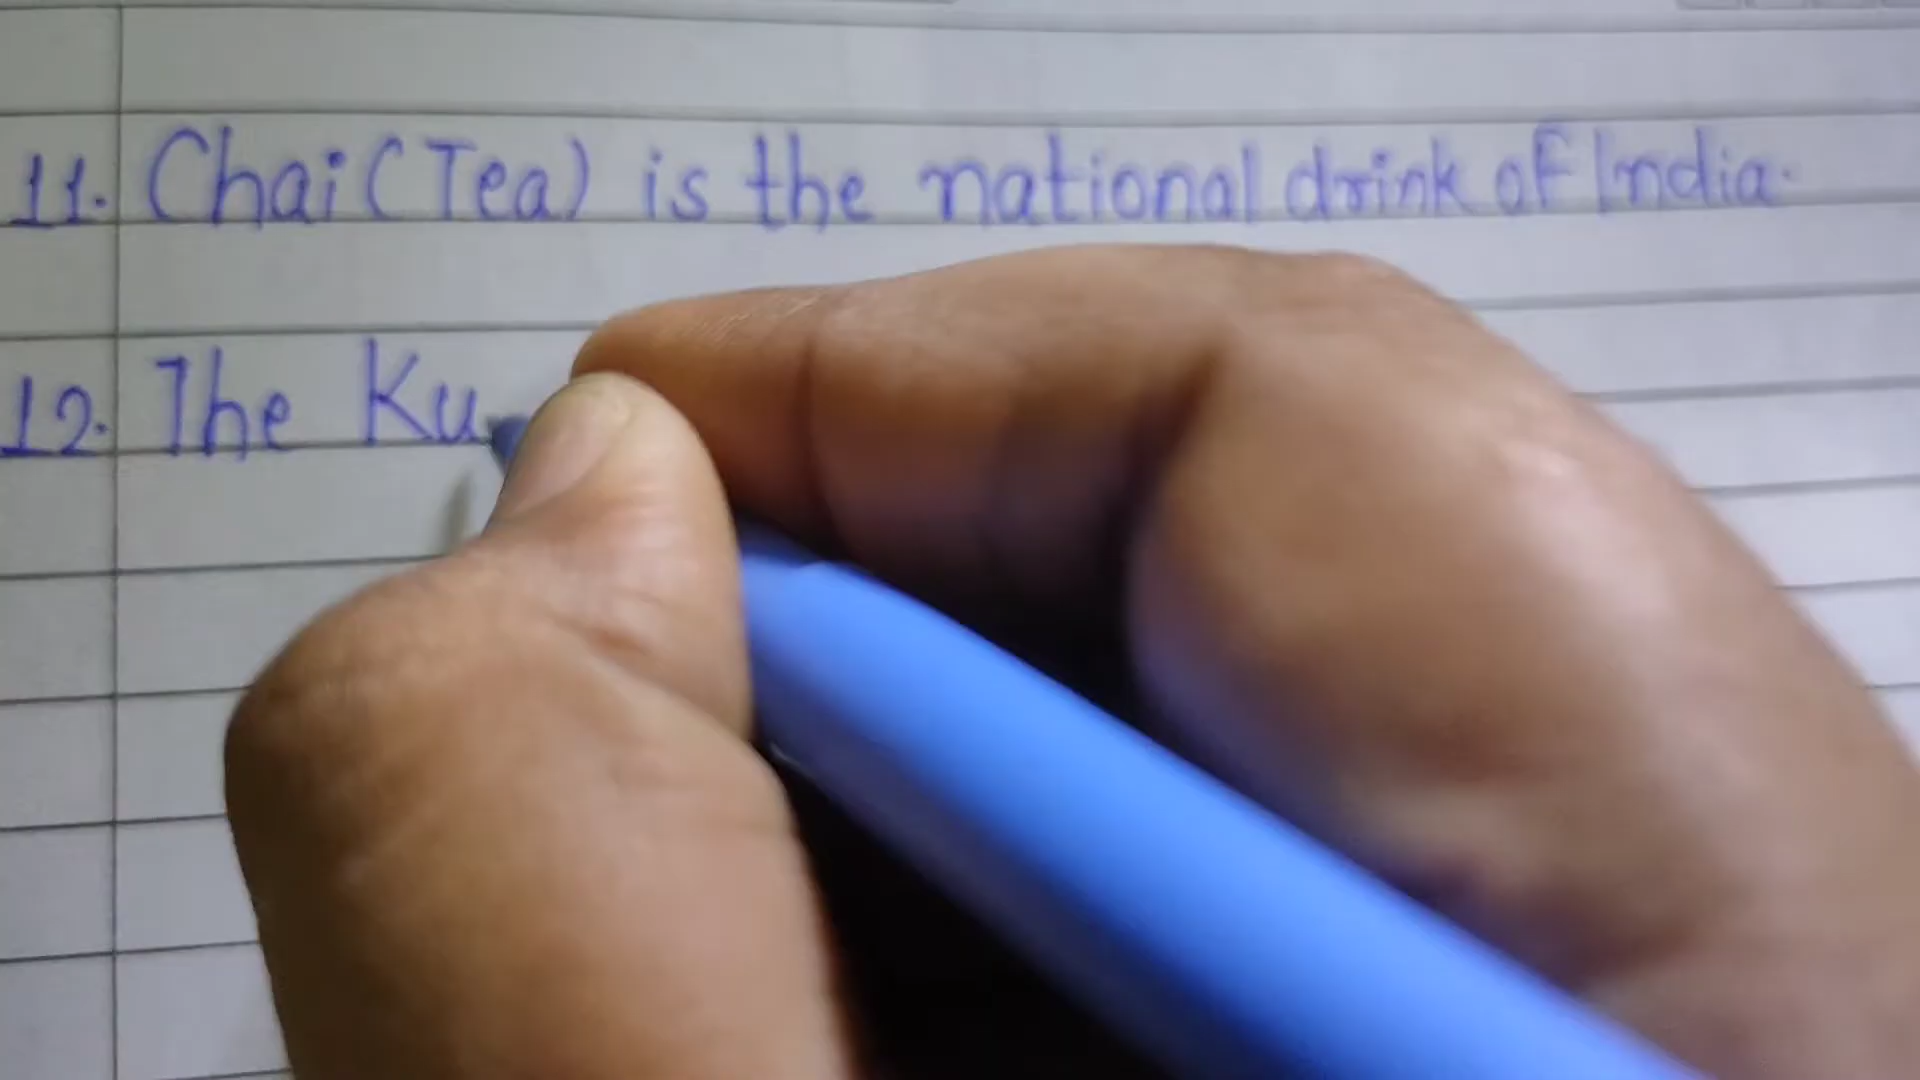 11. Chai (Tea) is the national drink of India.
12. The Ku